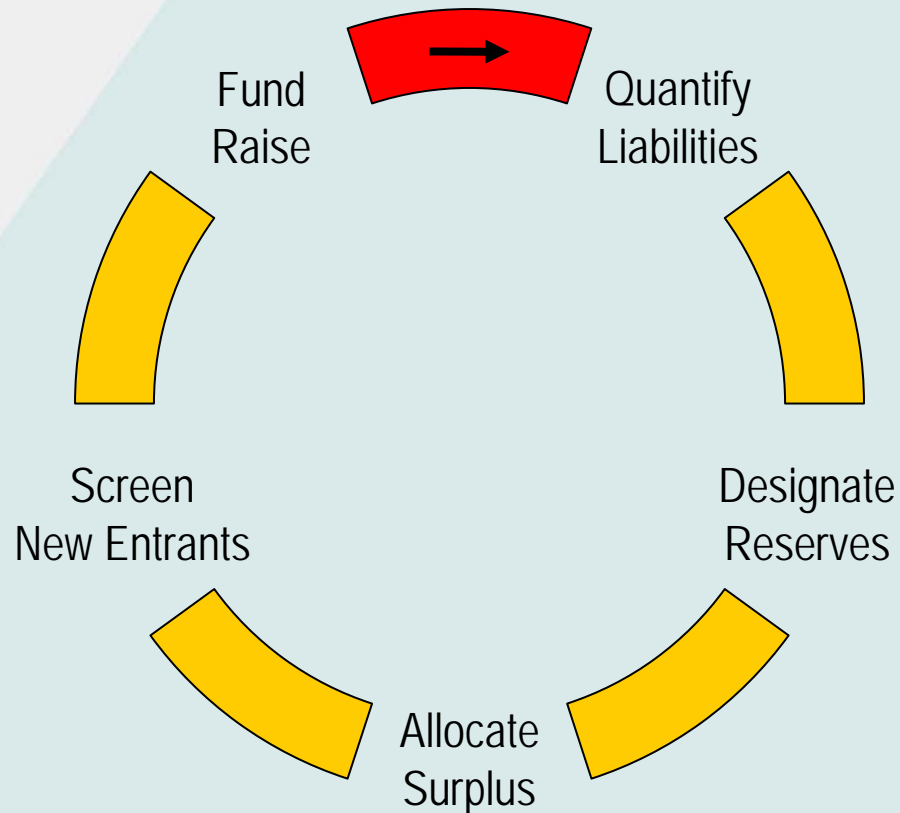 Fund
Raise
Quantify
Liabilities
Designate
Reserves
Allocate
Surplus
Screen
New Entrants